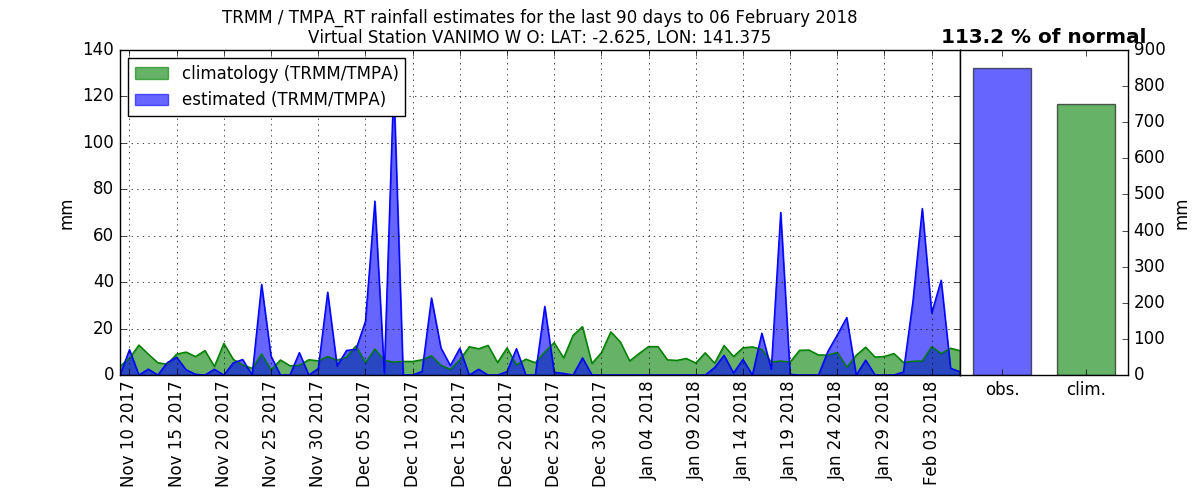 TRMM / TMPA_RT rainfall estimates for the last 90 days to 06 February 2018
Virtual Station VANIMO W O: LAT: -2.625, LON: 141.375
113.2 % of normal
climatology (TRMM/TMPA)
estimated (TRMM/TMPA)
140
120
100
80
60
40
20
0
mm
Nov 10 2017
Nov 15 2017
Nov 20 2017
Nov 25 2017
Nov 30 2017
Dec 05 2017
Dec 10 2017
Dec 15 2017
Dec 20 2017
Dec 25 2017
Dec 30 2017
Jan 04 2018
Jan 09 2018
Jan 14 2018
Jan 19 2018
Jan 24 2018
Jan 29 2018
Feb 03 2018
900
800
700
600
500
400
300
200
100
0
mm
obs.
clim.